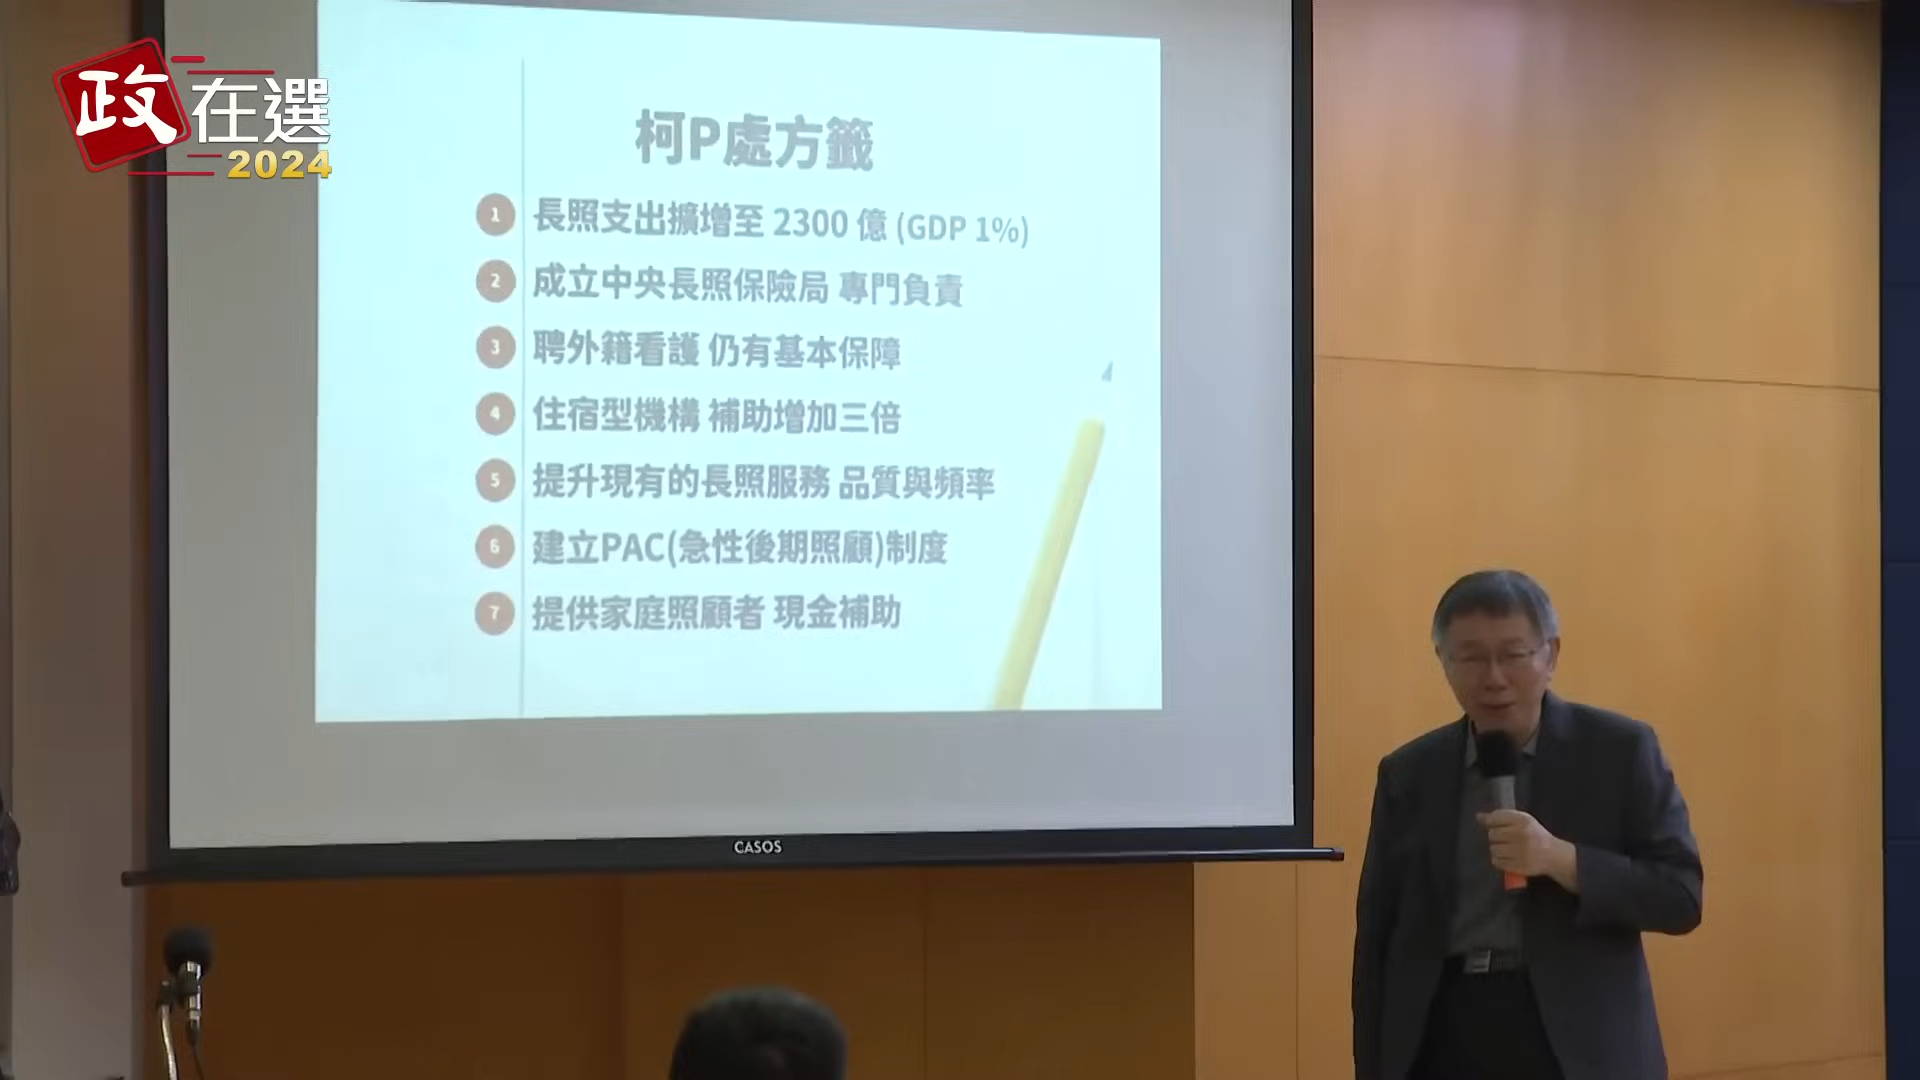 政在選
2024
柯P處方籤
1 長照支出擴增至 2300 億 (GDP 1%)
2 成立中央長照保險局 專門負責
3 聘外籍看護 仍有基本保障
4 住宿型機構 補助增加三倍
5 提升現有的長照服務 品質與頻率
6 建立PAC(急性後期照顧)制度
7 提供家庭照顧者 現金補助
CASOS